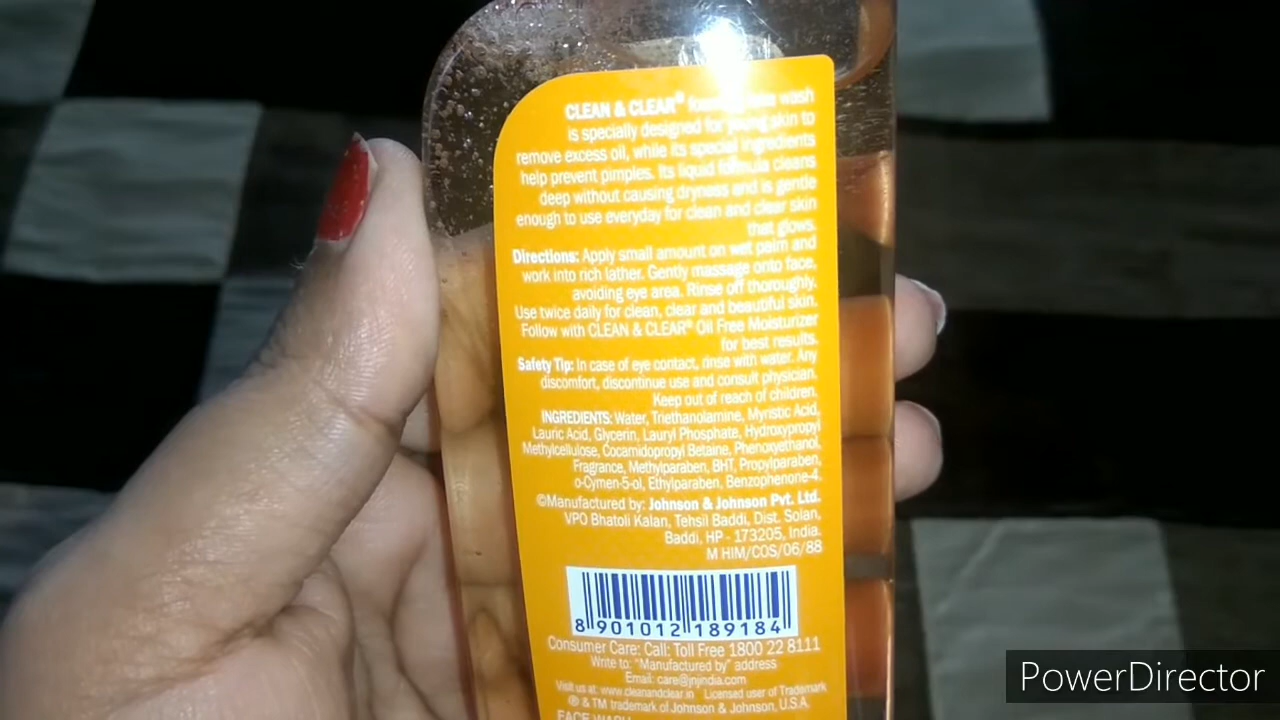 CLEAN & CLEAR® wash
is specially designed for young skin to
remove excess oil, while its special ingredients
help prevent pimples. Its liquid formula cleans
deep without causing dryness and is gentle
enough to use everyday for clean and clear skin
that glows.
Directions: Apply small amount on wet palm and
work into rich lather. Gently massage onto face,
avoiding eye area. Rinse off thoroughly.
Use twice daily for clean, clear and beautiful skin.
Follow with CLEAN & CLEAR® Oil Free Moisturizer
for best results.
Safety Tip: In case of eye contact, rinse with water. Any
discomfort, discontinue use and consult physician.
Keep out of reach of children.
INGREDIENTS: Water, Triethanolamine, Myristic Acid,
Lauric Acid, Glycerin, Lauryl Phosphate, Hydroxypropyl
Methylcellulose, Cocamidopropyl Betaine, Phenoxyethanol,
Fragrance, Methylparaben, BHT, Propylparaben,
o-Cymen-5-ol, Ethylparaben, Benzophenone-4.
©Manufactured by: Johnson & Johnson Pvt. Ltd.
VPO Bhatoli Kalan, Tehsil Baddi, Dist. Solan,
Baddi, HP - 173205, India.
M HIM/COS/06/88
8 901012 189184
Consumer Care: Call: Toll Free 1800 22 8111
Write to: "Manufactured by" address
Email: care@jnjindia.com
Visit us at: www.cleanandclear.in Licensed user of Trademark
® & TM trademark of Johnson & Johnson, U.S.A.
FACE WASH
PowerDirector